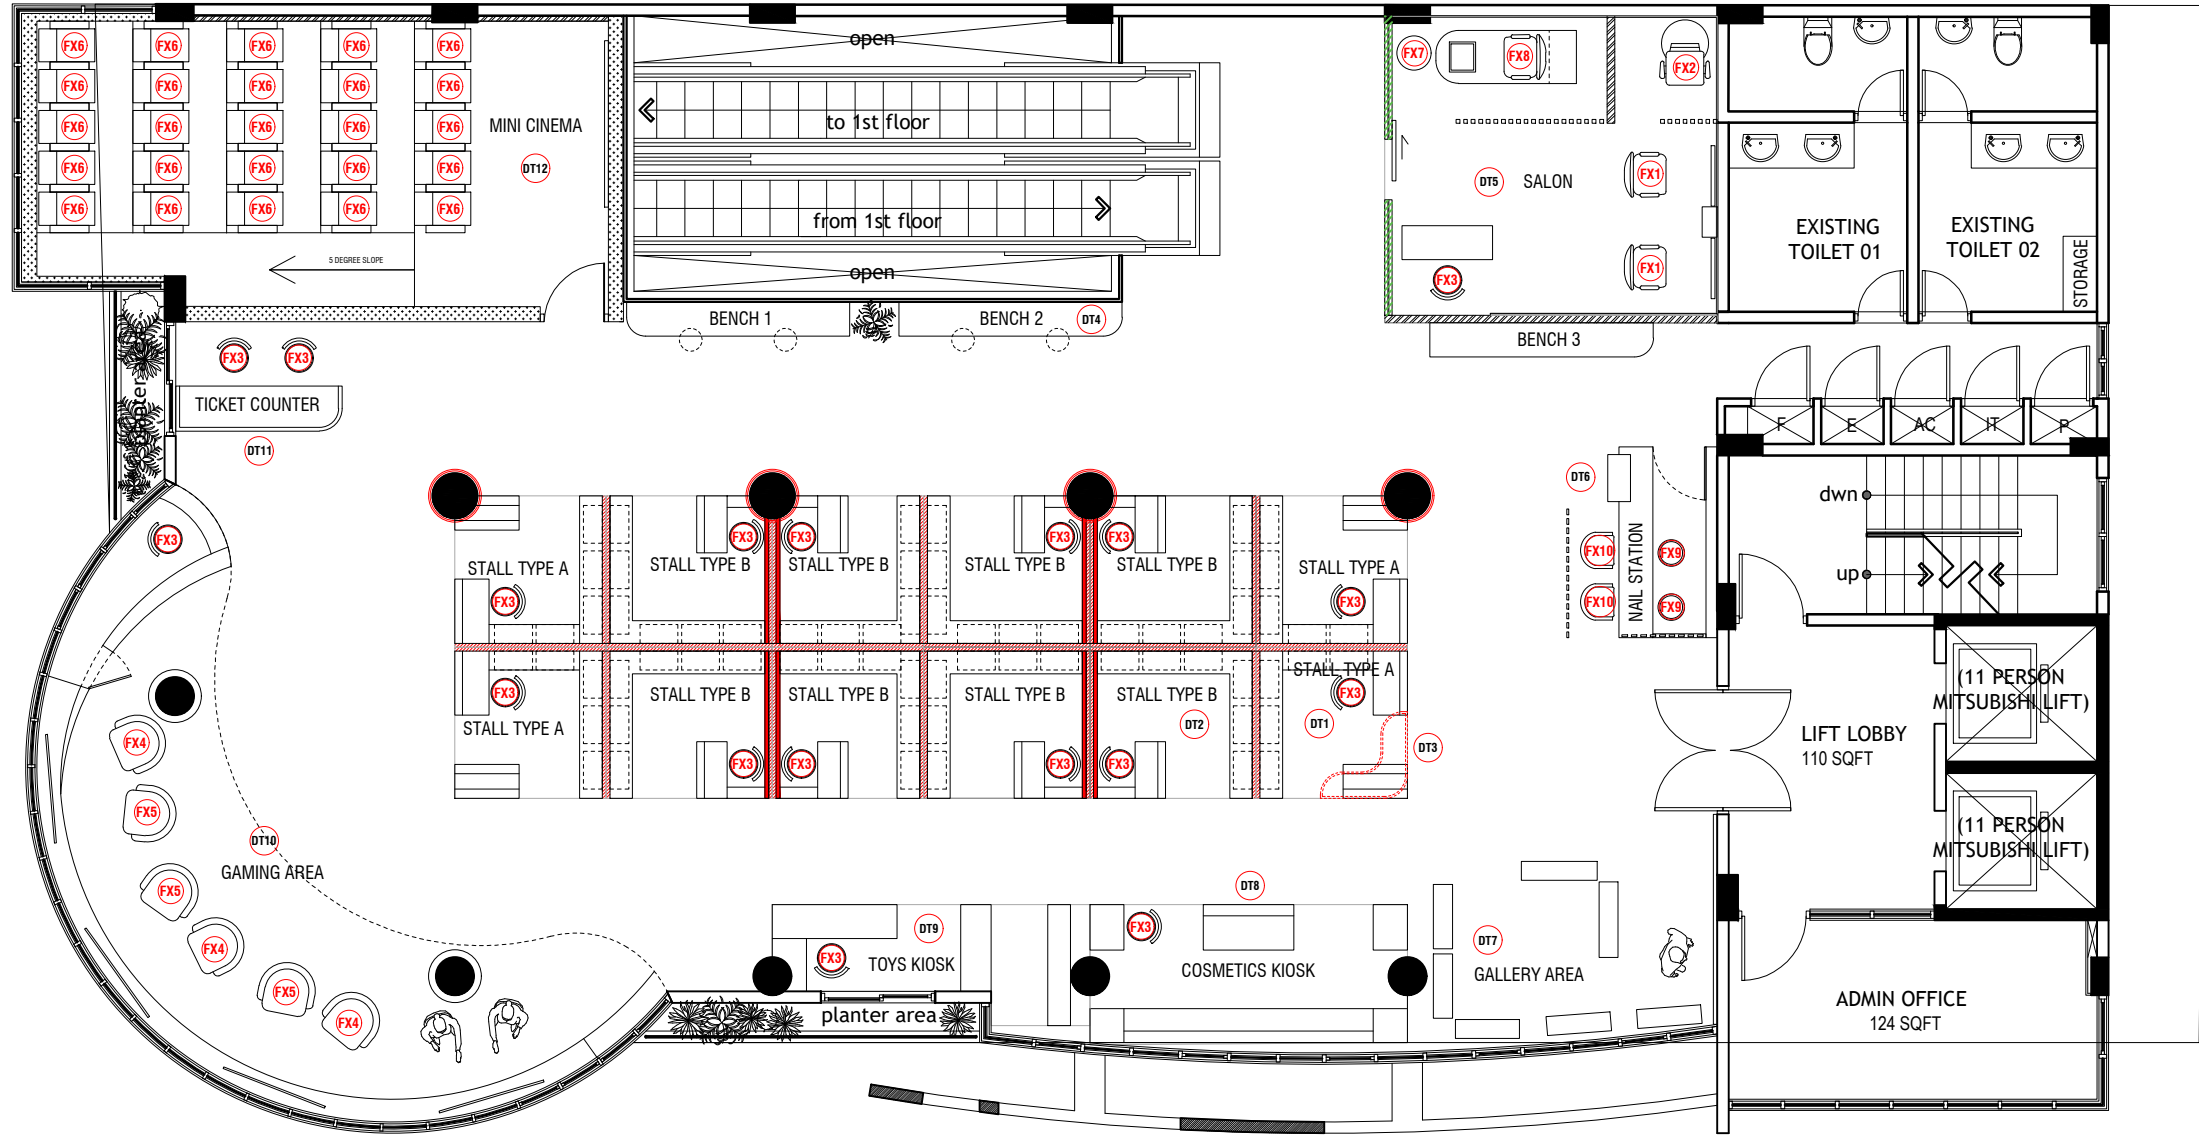 open
FX6 FX6 FX6 FX6 FX6
FX7 FX8 FX2
FX6 FX6 FX6 FX6 FX6
MINI CINEMA
to 1st floor
FX6 FX6 FX6 FX6 FX6
DT12
FX6 FX6 FX6 FX6 FX6
DT5 SALON
FX1
FX6 FX6 FX6 FX6 FX6
from 1st floor
EXISTING
TOILET 01
EXISTING
TOILET 02
STORAGE
5 DEGREE SLOPE
open
FX3
FX1
BENCH 1
BENCH 2
DT4
BENCH 3
FX3 FX3
TICKET COUNTER
DT11
F E AC IT P
DT6
dwn
up
NAIL STATION
FX10 FX9
FX10 FX9
FX3
FX3 FX3 FX3 FX3
STALL TYPE A
STALL TYPE B
STALL TYPE B
STALL TYPE B
STALL TYPE B
STALL TYPE A
FX3 FX3
STALL TYPE A
FX3 FX3
STALL TYPE B
STALL TYPE B
STALL TYPE B
STALL TYPE B
STALL TYPE A
DT2
DT1
DT3
FX3 FX3 FX3 FX3
(11 PERSON
MITSUBISHI LIFT)
LIFT LOBBY
110 SQFT
(11 PERSON
MITSUBISHI LIFT)
FX4
FX5
DT10
GAMING AREA
FX5
FX4
FX5
FX4
DT8
DT9
FX3
TOYS KIOSK
FX3
COSMETICS KIOSK
DT7
GALLERY AREA
planter area
ADMIN OFFICE
124 SQFT